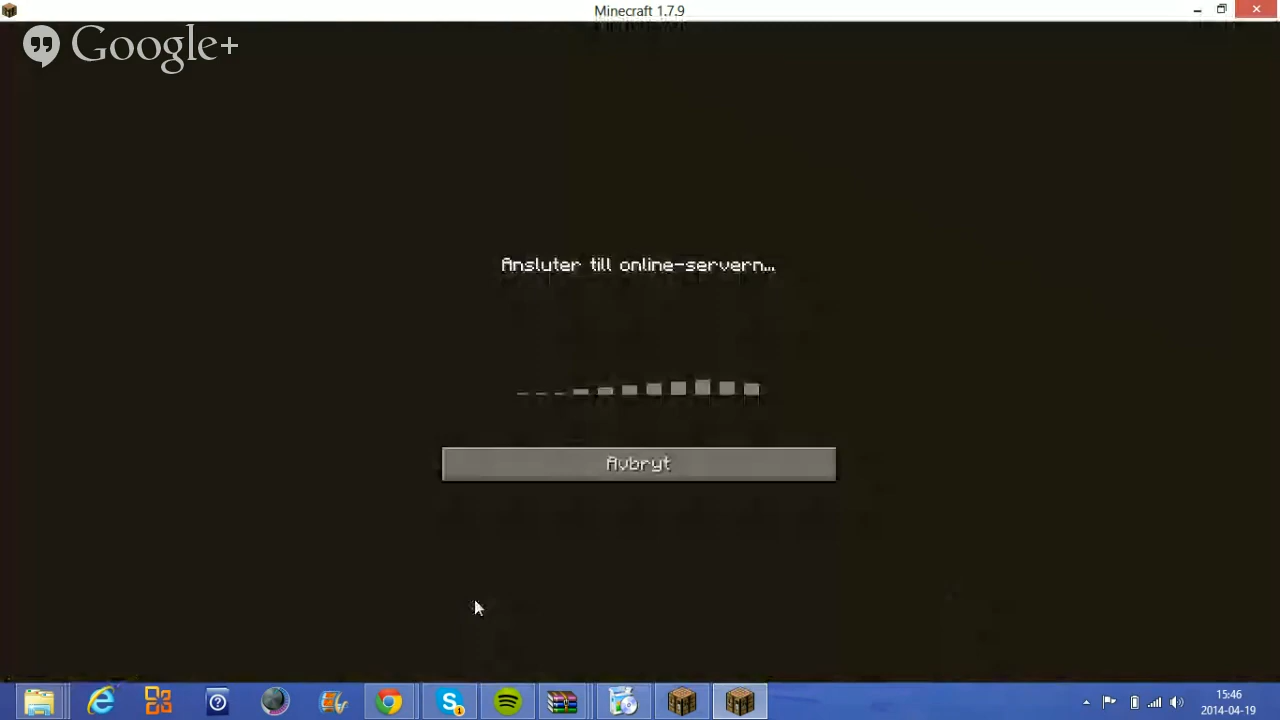 Minecraft 1.7.9
Google+
Ansluter till online-servern...
Avbryt
15:46
2014-04-19